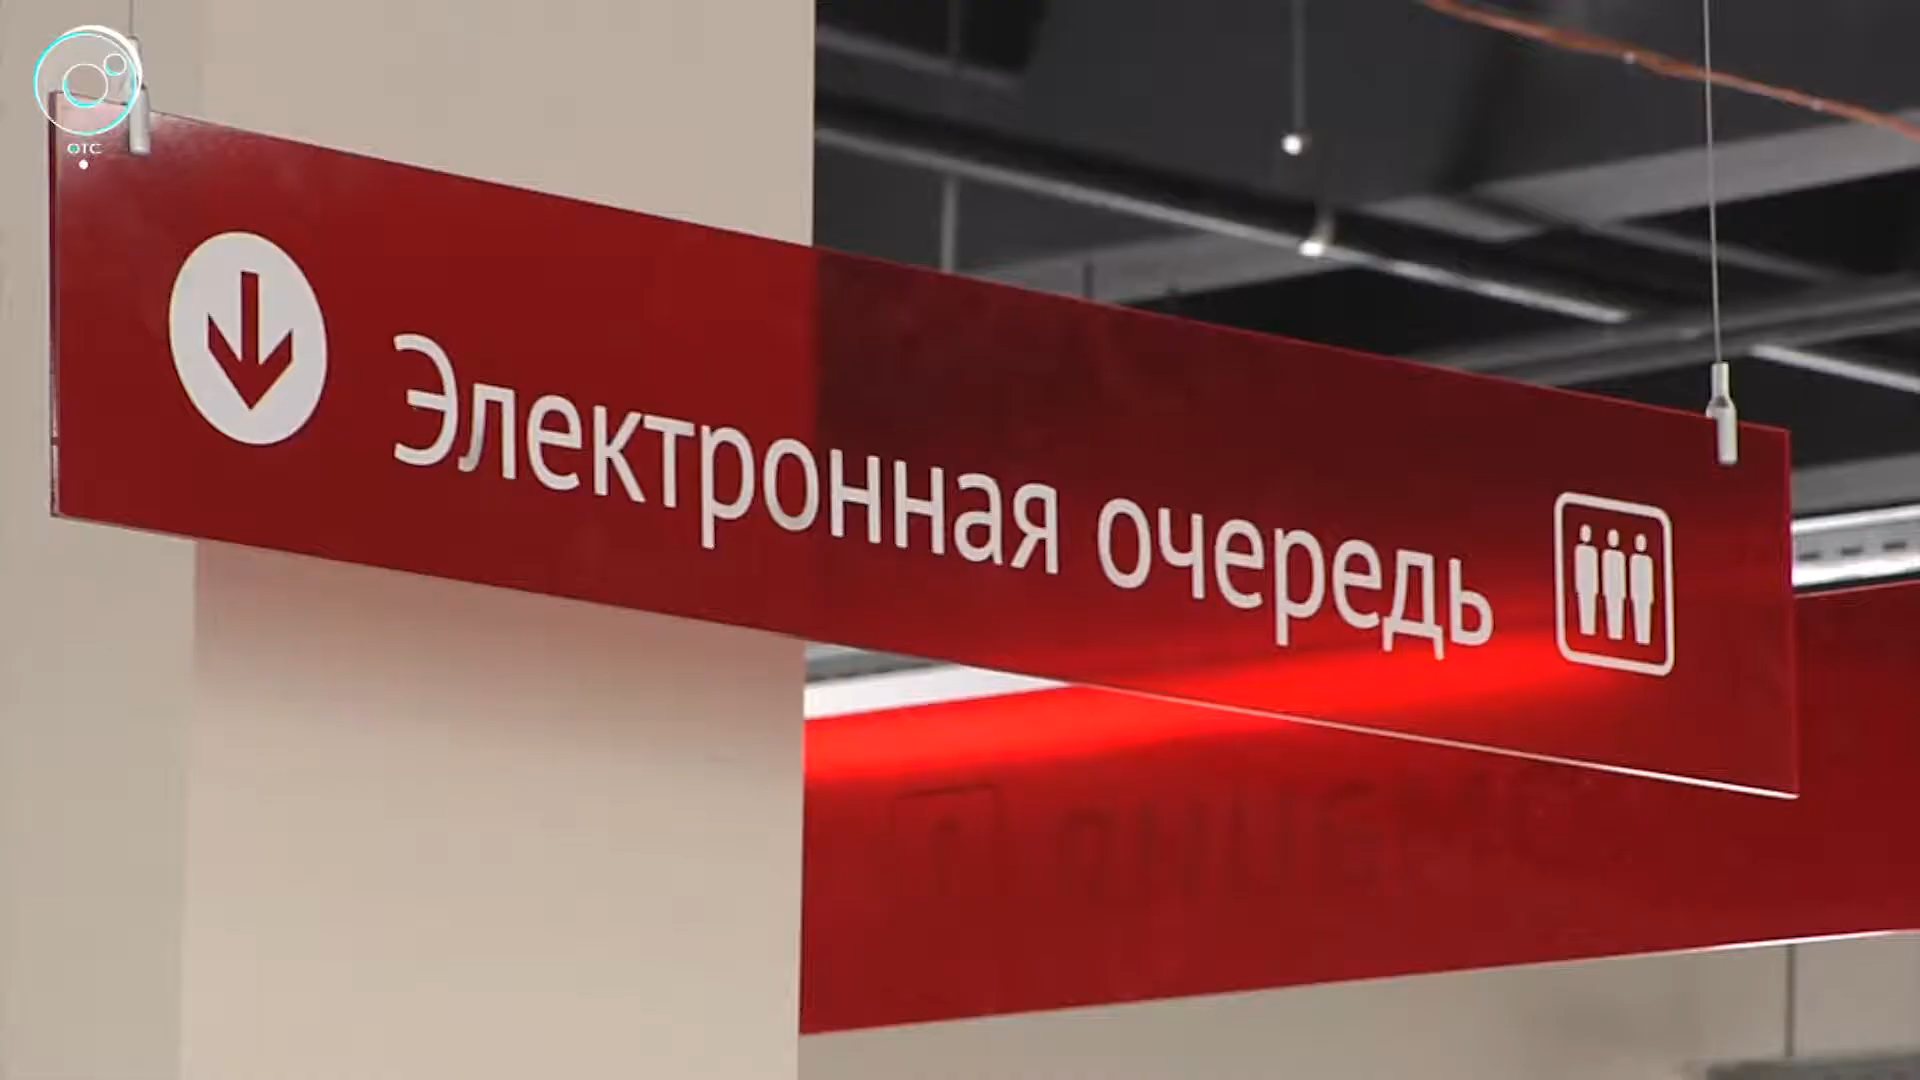 ОТС
Электронная очередь